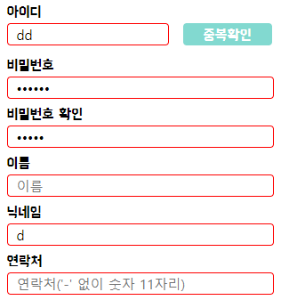 아이디
dd
중복확인
비밀번호
••••••
비밀번호 확인
•••••
이름
이름
닉네임
d
연락처
연락처('-' 없이 숫자 11자리)